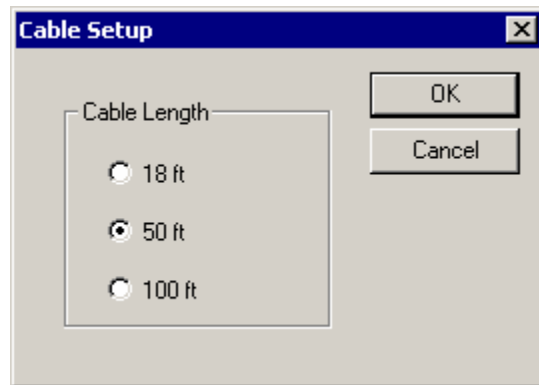 Cable Setup
Cable Length
18 ft
50 ft
100 ft
OK
Cancel